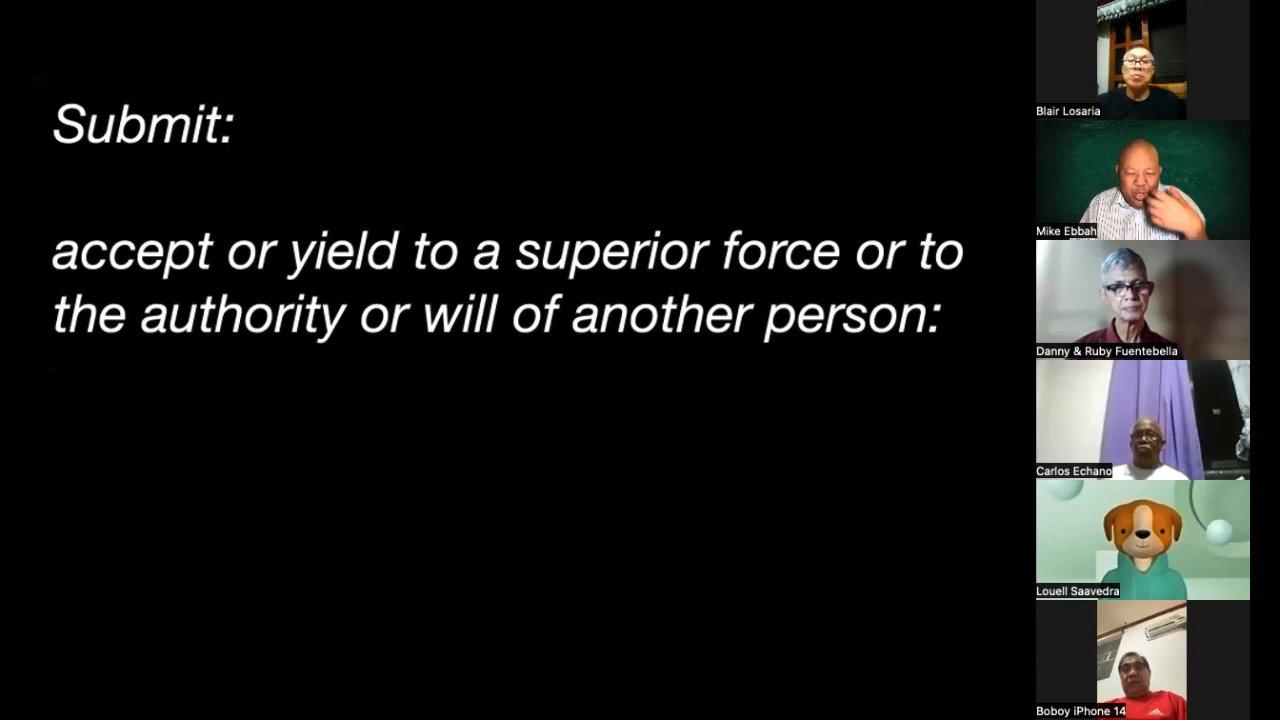 Submit:
accept or yield to a superior force or to
the authority or will of another person:
Blair Losaria
Mike Ebbah
Danny & Ruby Fuentebella
Carlos Echano
Louell Saavedra
Boboy iPhone 14